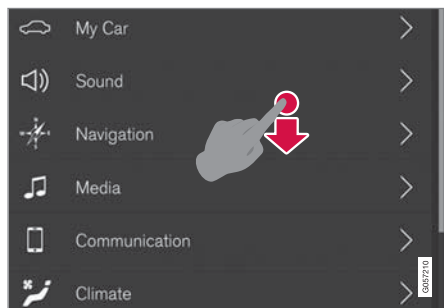 My Car
Sound
Navigation
Media
Communication
Climate
G057210